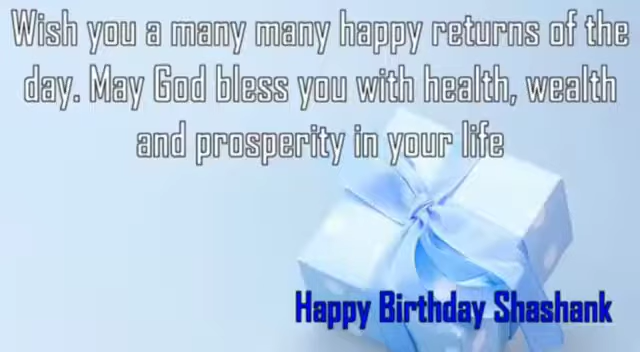 Wish you a many many happy returns of the
day. May God bless you with health, wealth
and prosperity in your life
Happy Birthday Shashank